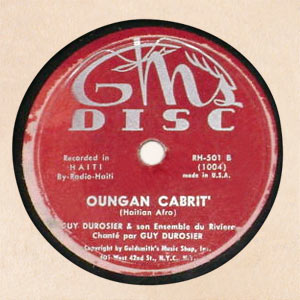 GMS
DISC
Recorded in
HAITI
By-Radio-Haiti
RH-501 B
(1004)
made in U.S.A.
OUNGAN CABRIT'
(Haitian Afro)
GUY DUROSIER & son Ensemble du Riviera
Chanté par GUY DUROSIER
Copyright by Goldsmith's Music Shop, Inc.
401 West 42nd St., N.Y.C.